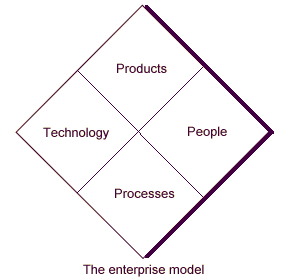 Products
Technology
People
Processes
The enterprise model